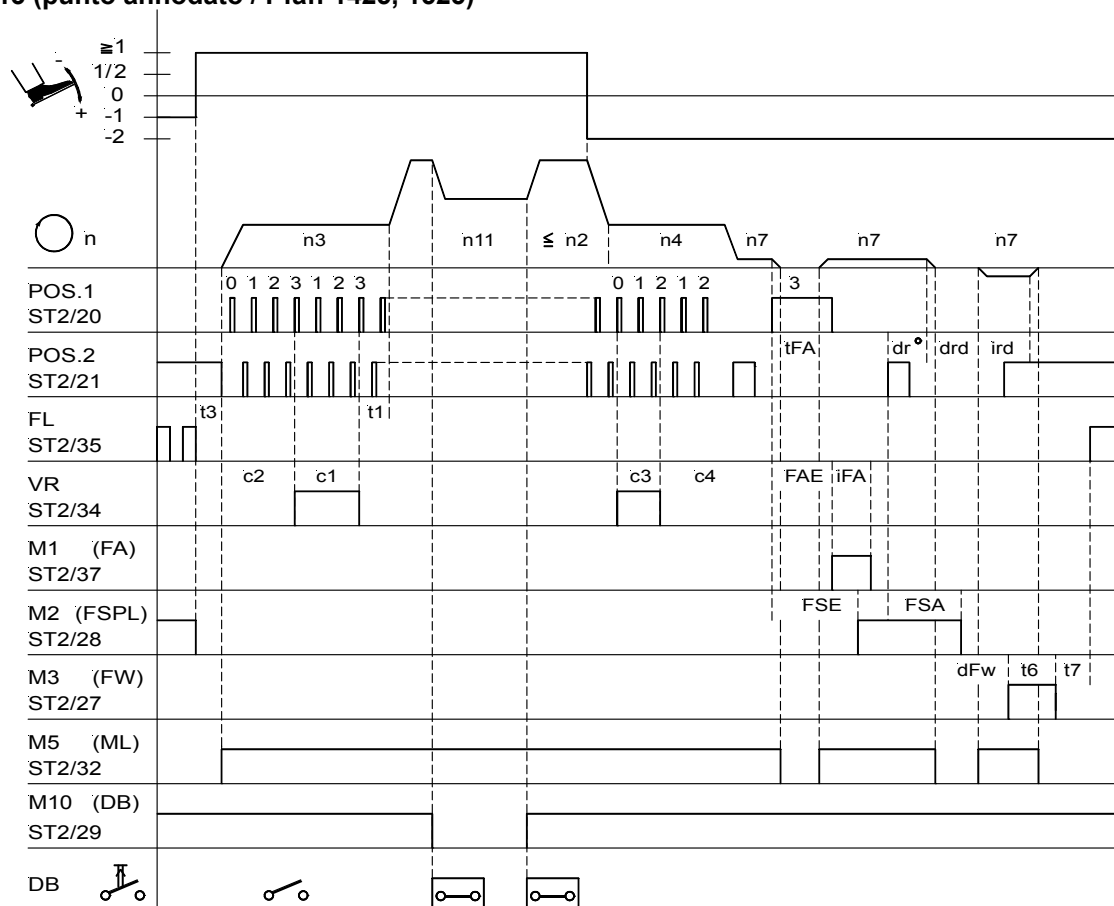 (punto annodato / Plan 1425, 1525)
≧1
1/2
0
-1
-2
-
+
n
n3 n11 ≦ n2 n4 n7 n7 n7
POS.1
ST2/20
0 1 2 3 1 2 3 0 1 2 1 2 3
POS.2
ST2/21
tFA dr° drd ird
FL
ST2/35
t3 t1
VR
ST2/34
c2 c1 c3 c4 FAE iFA
M1 (FA)
ST2/37
M2 (FSPL)
ST2/28
FSE FSA
M3 (FW)
ST2/27
dFw t6 t7
M5 (ML)
ST2/32
M10 (DB)
ST2/29
DB